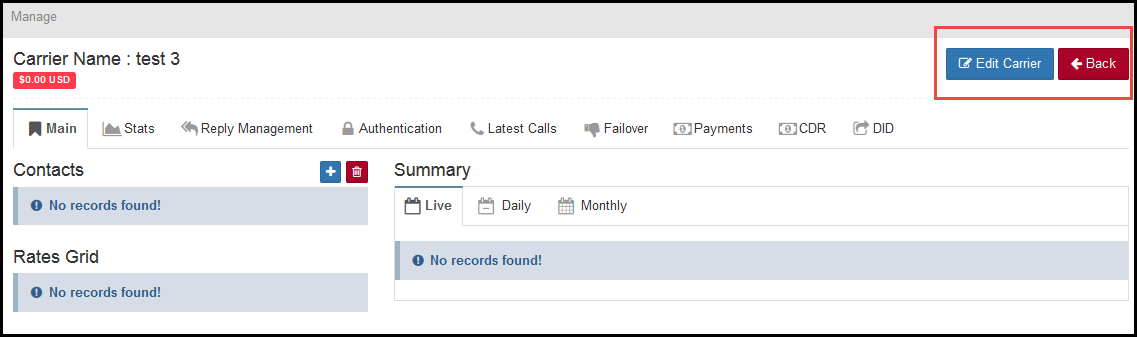 Manage
Carrier Name : test 3
$0.00 USD
Edit Carrier
Back
Main Stats Reply Management Authentication Latest Calls Failover Payments CDR DID
Contacts
No records found!
Rates Grid
No records found!
Summary
Live Daily Monthly
No records found!